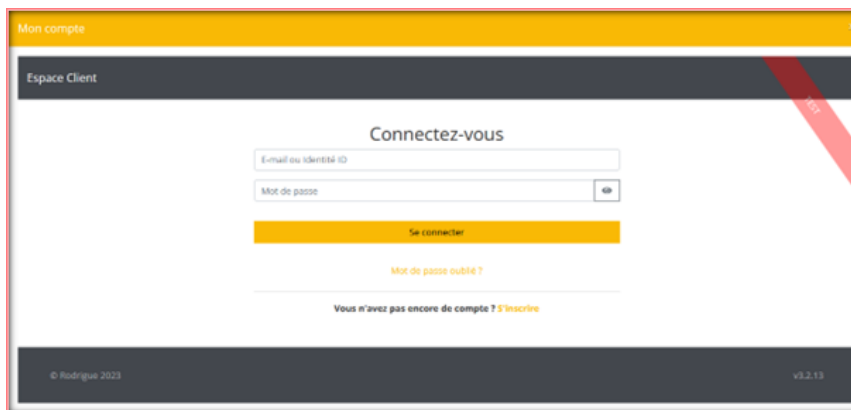 Mon compte
Espace Client
TEST
Connectez-vous
E-mail ou Identité ID
Mot de passe
Se connecter
Mot de passe oublié ?
Vous n'avez pas encore de compte ? S'inscrire
© Rodrigue 2023
v3.2.13